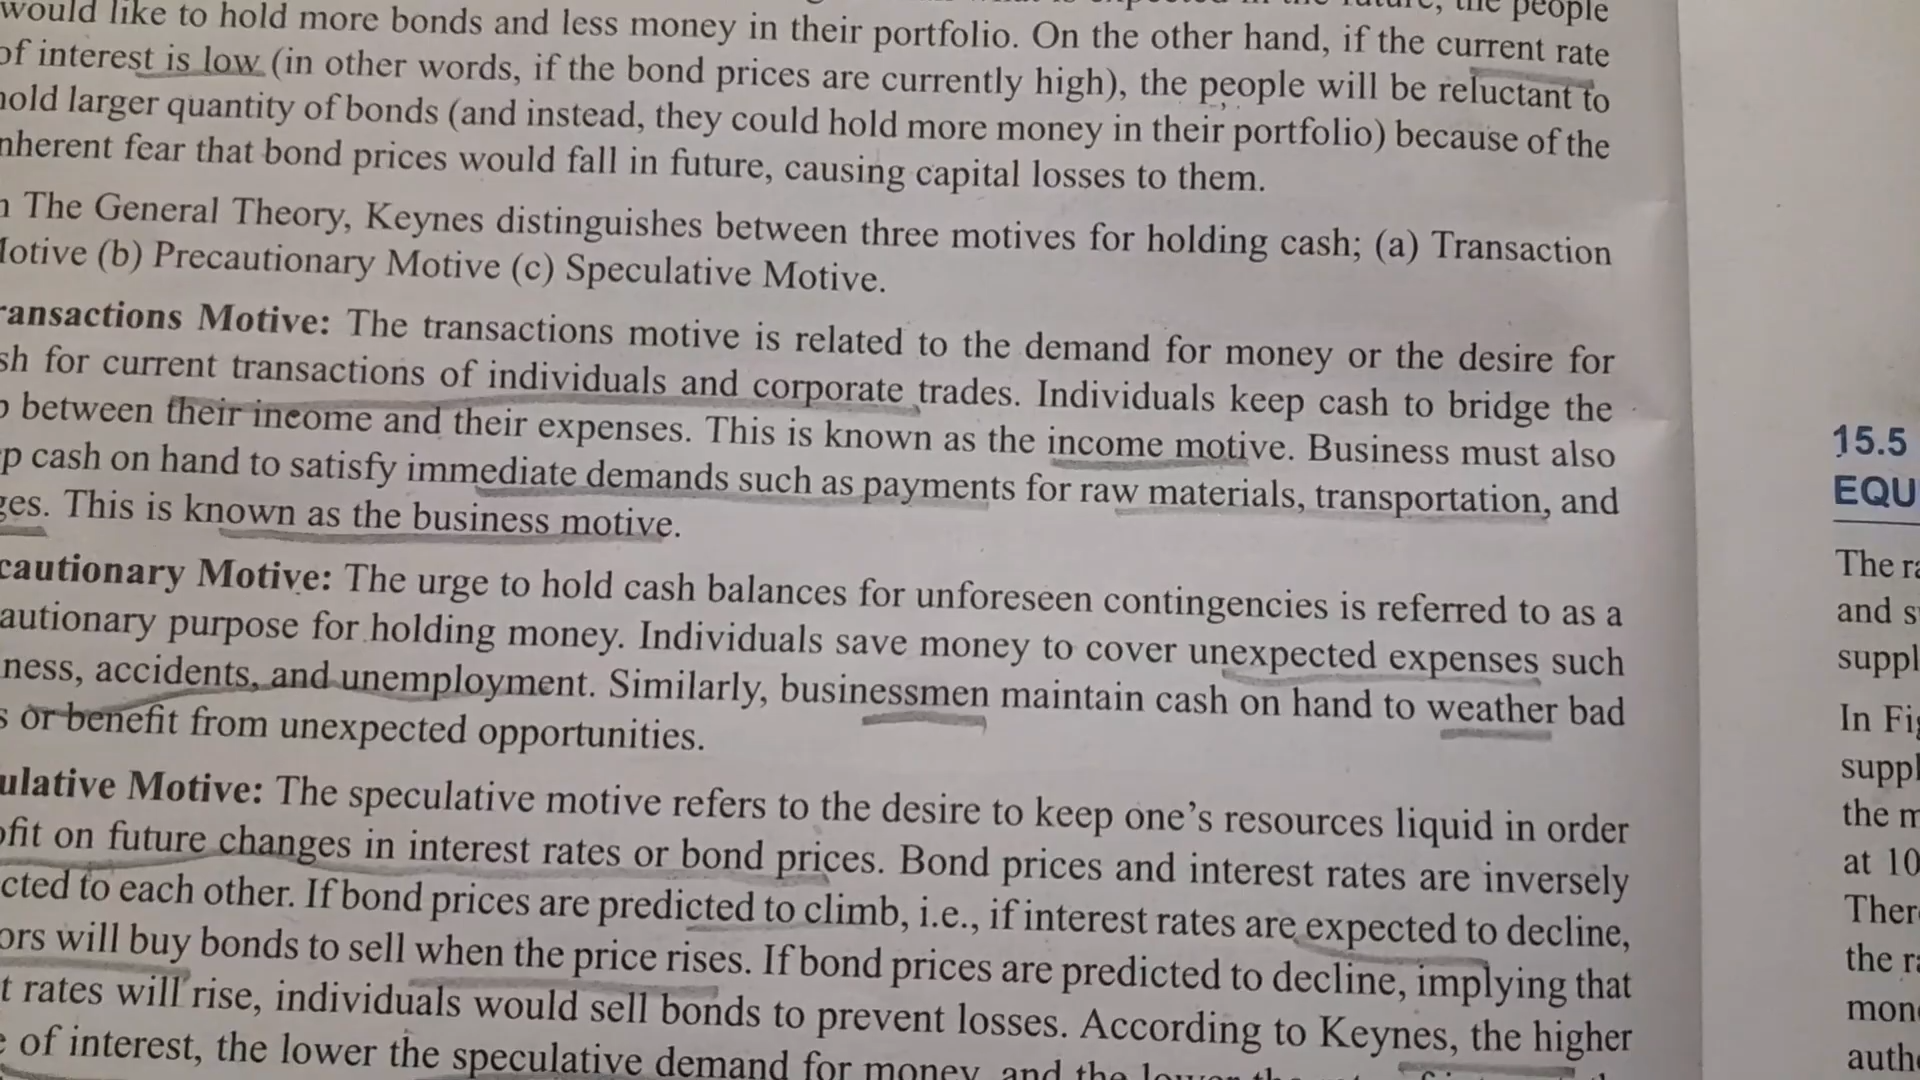 would like to hold more bonds and less money in their portfolio. On the other hand, if the current rate
of interest is low (in other words, if the bond prices are currently high), the people will be reluctant to
hold larger quantity of bonds (and instead, they could hold more money in their portfolio) because of the
nherent fear that bond prices would fall in future, causing capital losses to them.
n The General Theory, Keynes distinguishes between three motives for holding cash; (a) Transaction
Motive (b) Precautionary Motive (c) Speculative Motive.
ransactions Motive: The transactions motive is related to the demand for money or the desire for
sh for current transactions of individuals and corporate trades. Individuals keep cash to bridge the
between their income and their expenses. This is known as the income motive. Business must also
p cash on hand to satisfy immediate demands such as payments for raw materials, transportation, and
ges. This is known as the business motive.
cautionary Motive: The urge to hold cash balances for unforeseen contingencies is referred to as a
autionary purpose for holding money. Individuals save money to cover unexpected expenses such
ness, accidents, and unemployment. Similarly, businessmen maintain cash on hand to weather bad
s or benefit from unexpected opportunities.
ulative Motive: The speculative motive refers to the desire to keep one's resources liquid in order
ofit on future changes in interest rates or bond prices. Bond prices and interest rates are inversely
cted to each other. If bond prices are predicted to climb, i.e., if interest rates are expected to decline,
ors will buy bonds to sell when the price rises. If bond prices are predicted to decline, implying that
t rates will rise, individuals would sell bonds to prevent losses. According to Keynes, the higher
e of interest, the lower the speculative demand for money, and the lower
15.5
EQU
The ra
and s
suppl
In Fig
suppl
the m
at 10
There
the ra
mone
autho